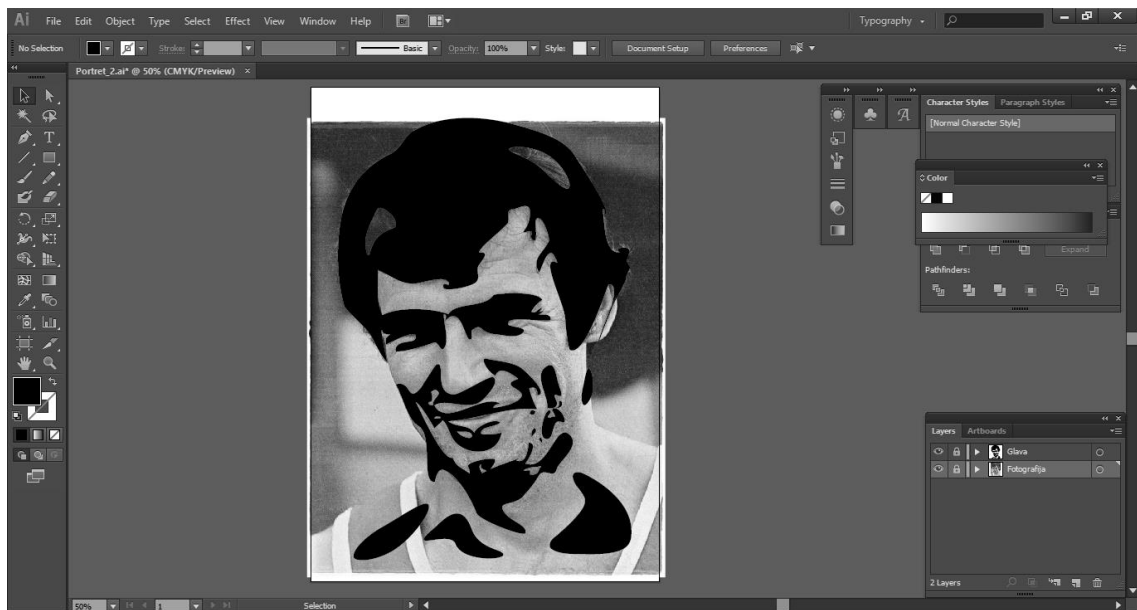 Ai File Edit Object Type Select Effect View Window Help Br Typography
No Selection Stroke: Basic Opacity: 100% Style: Document Setup Preferences
Portret_2.ai* @ 50% (CMYK/Preview) ×
Character Styles Paragraph Styles
[Normal Character Style]
Color
Expand
Pathfinders:
Layers Artboards
Glava
Fotografija
2 Layers
50% 1 Selection